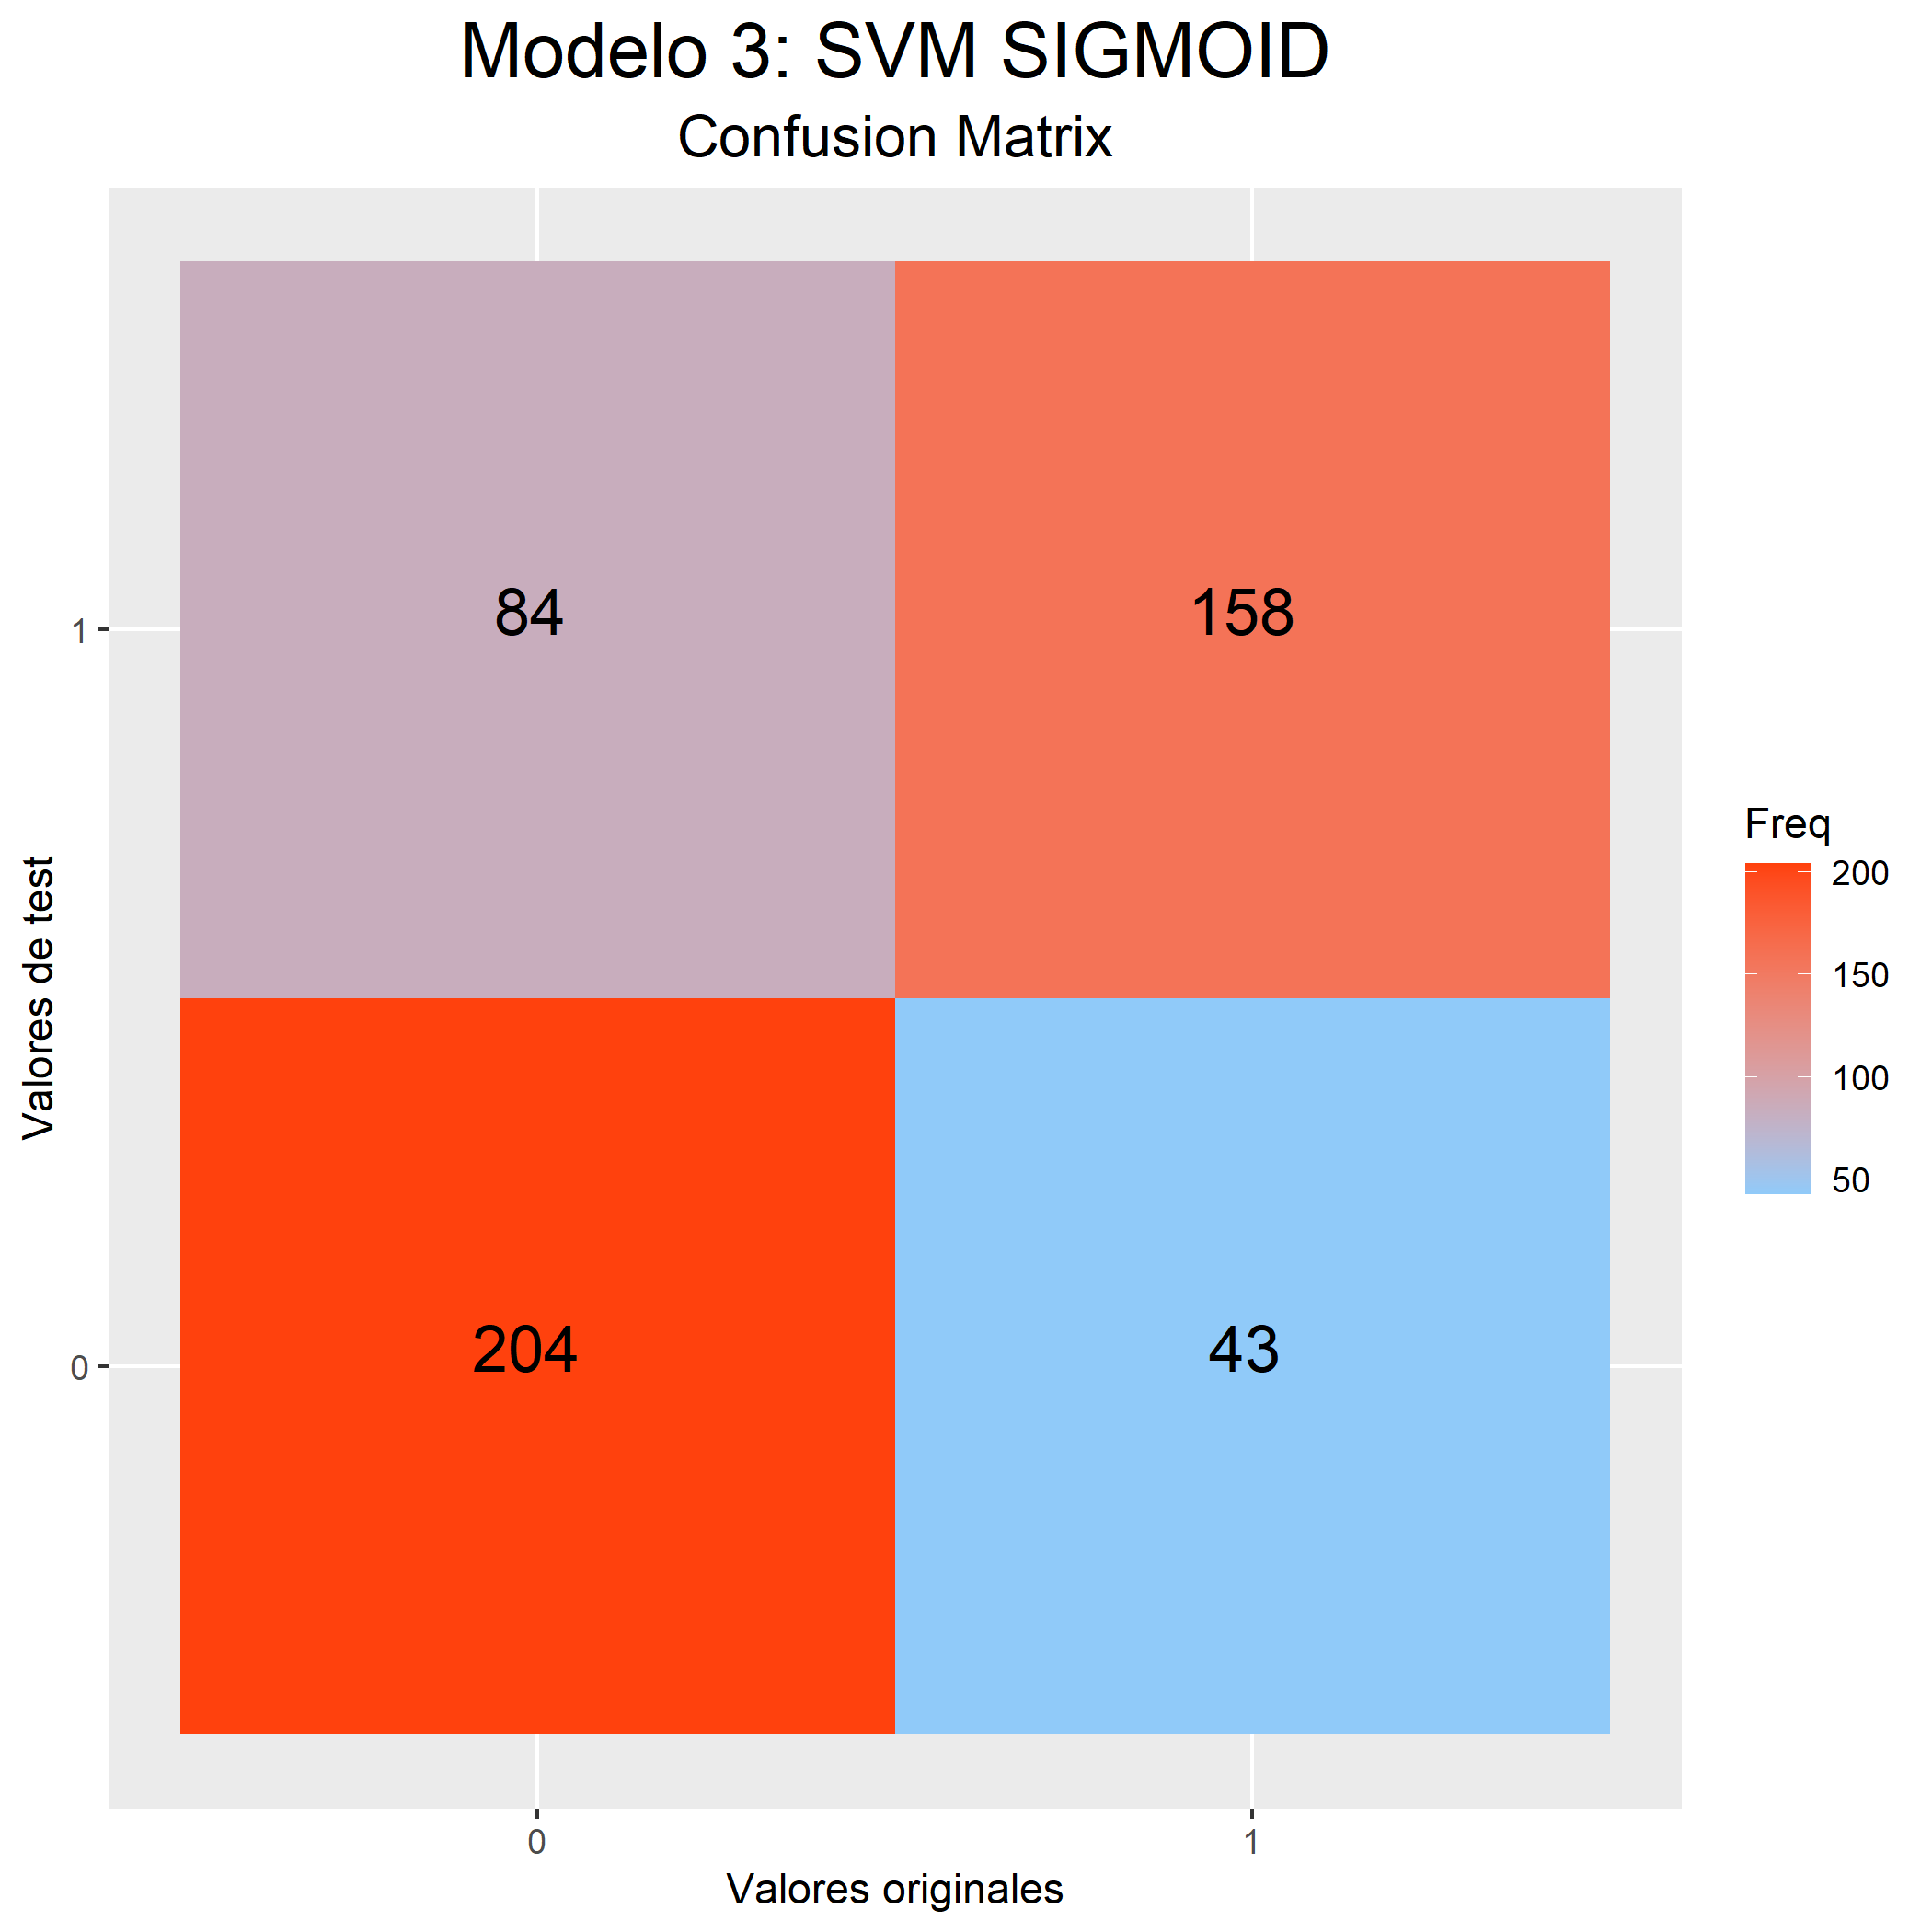 Modelo 3: SVM SIGMOID
Confusion Matrix
84
158
1
Valores de test
204
43
0
0
1
Valores originales
Freq
200
150
100
50